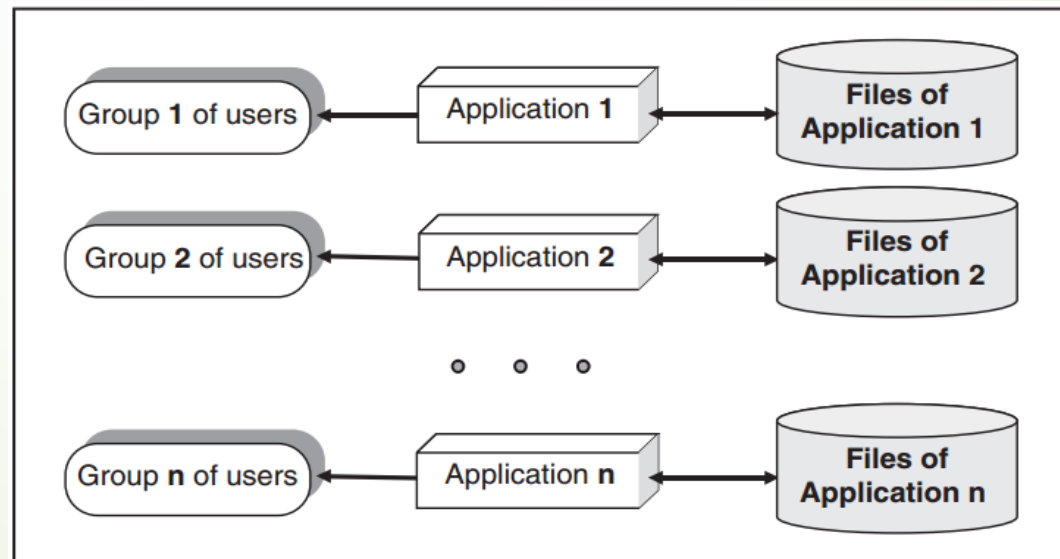 Group 1 of users
Application 1
Files of
Application 1
Group 2 of users
Application 2
Files of
Application 2
Group n of users
Application n
Files of
Application n